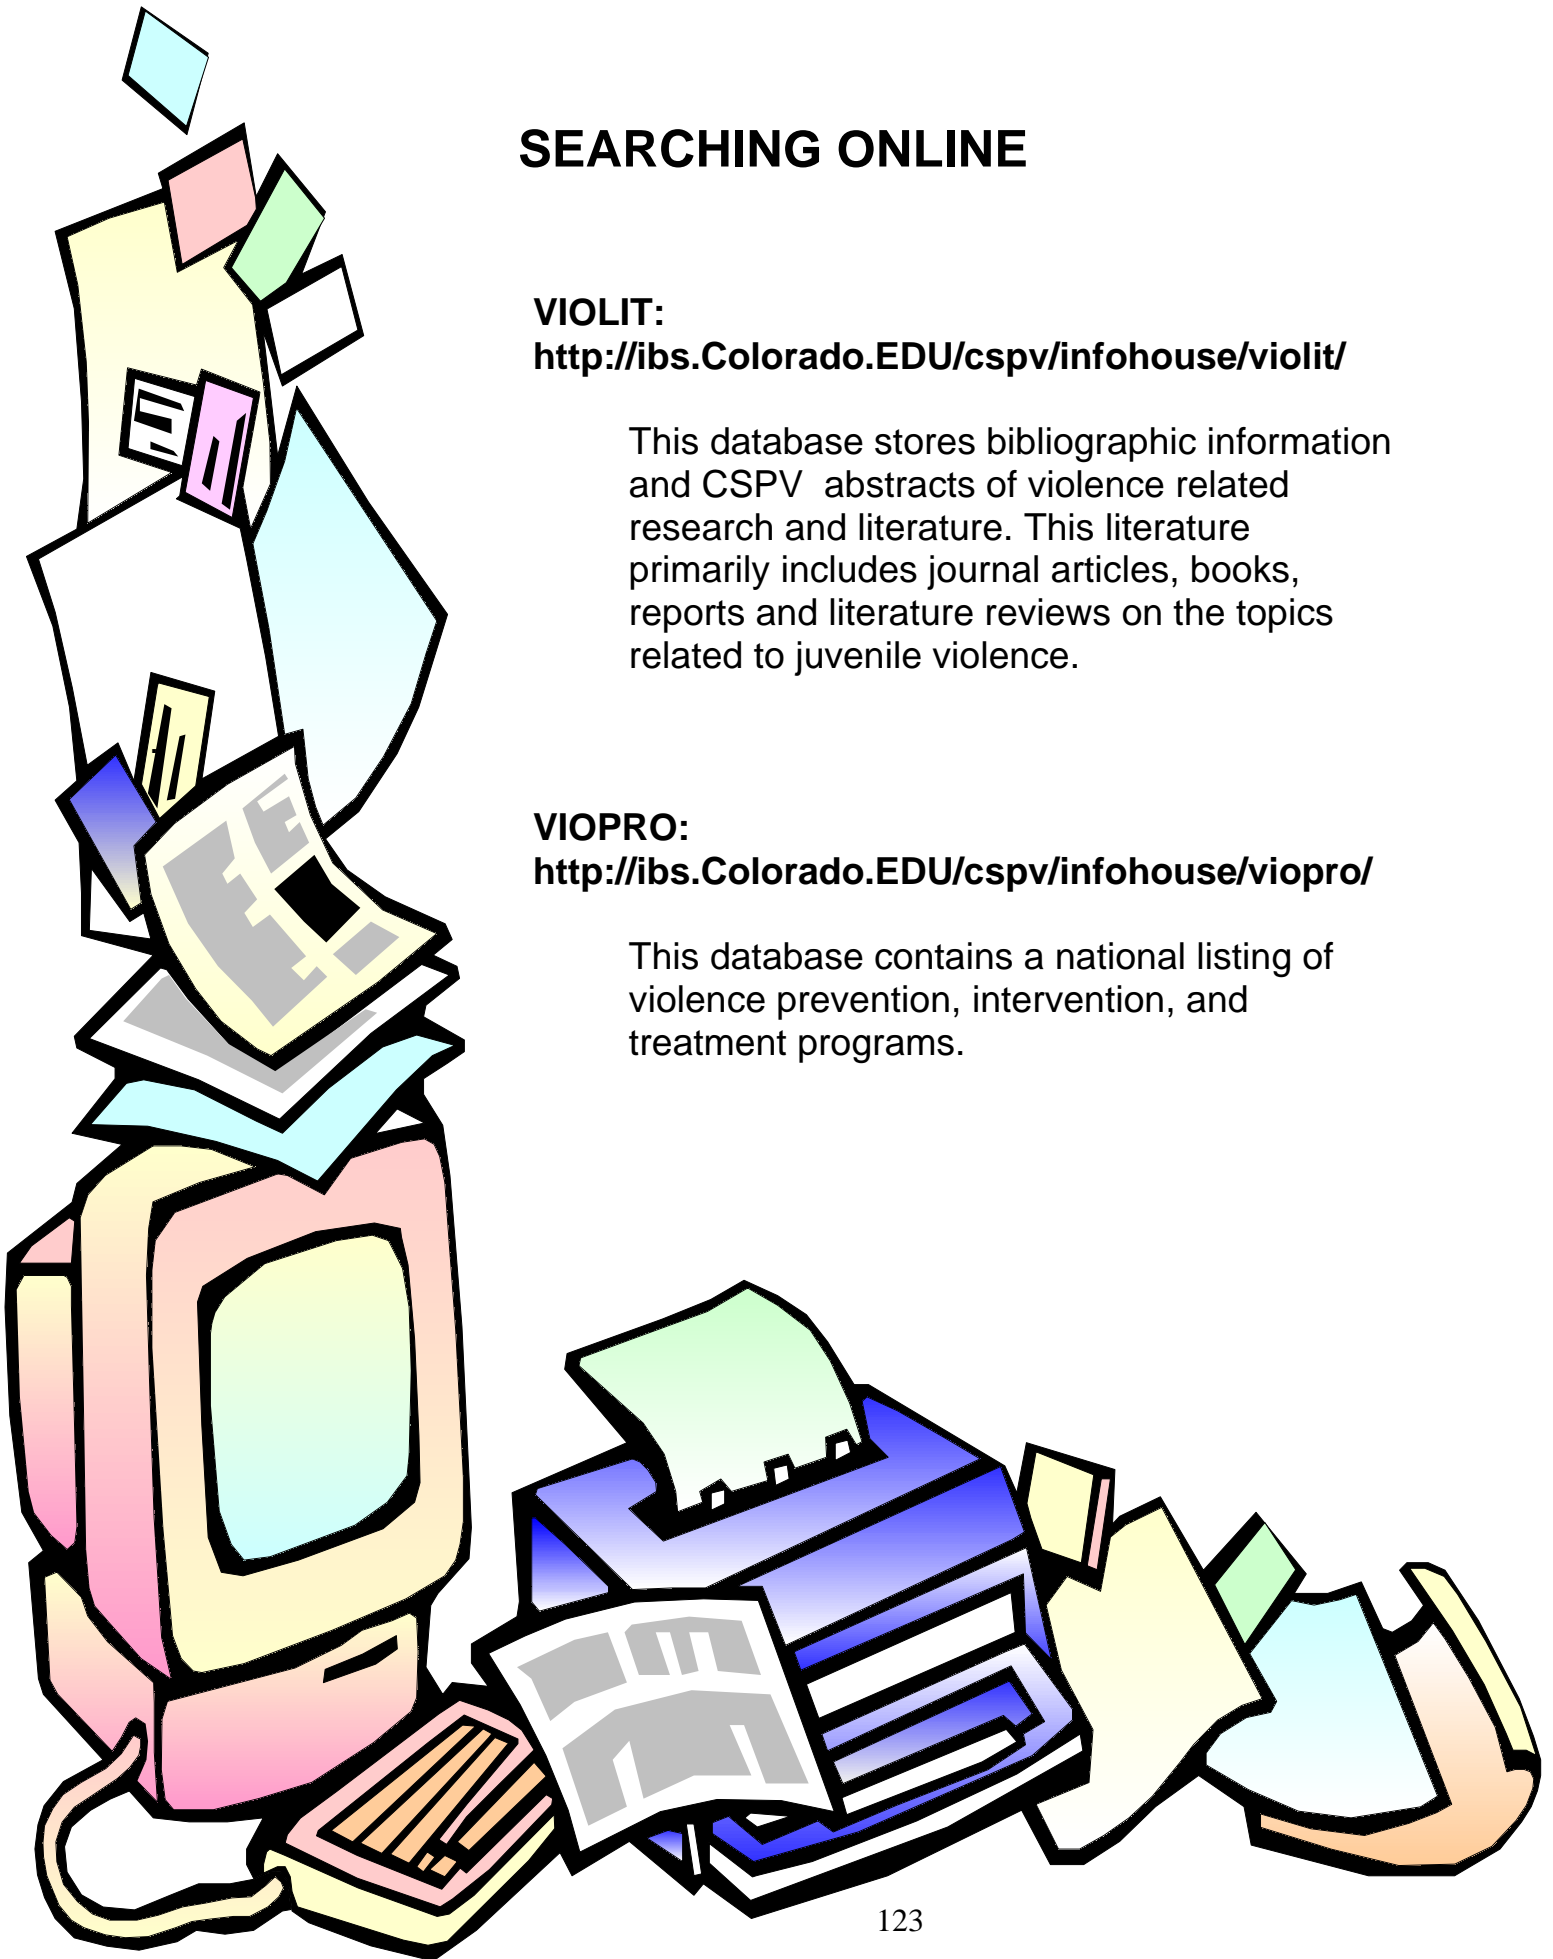 SEARCHING ONLINE
VIOLIT:
http://ibs.Colorado.EDU/cspv/infohouse/violit/
This database stores bibliographic information
and CSPV  abstracts of violence related
research and literature. This literature
primarily includes journal articles, books,
reports and literature reviews on the topics
related to juvenile violence.
VIOPRO:
http://ibs.Colorado.EDU/cspv/infohouse/viopro/
This database contains a national listing of
violence prevention, intervention, and
treatment programs.
123